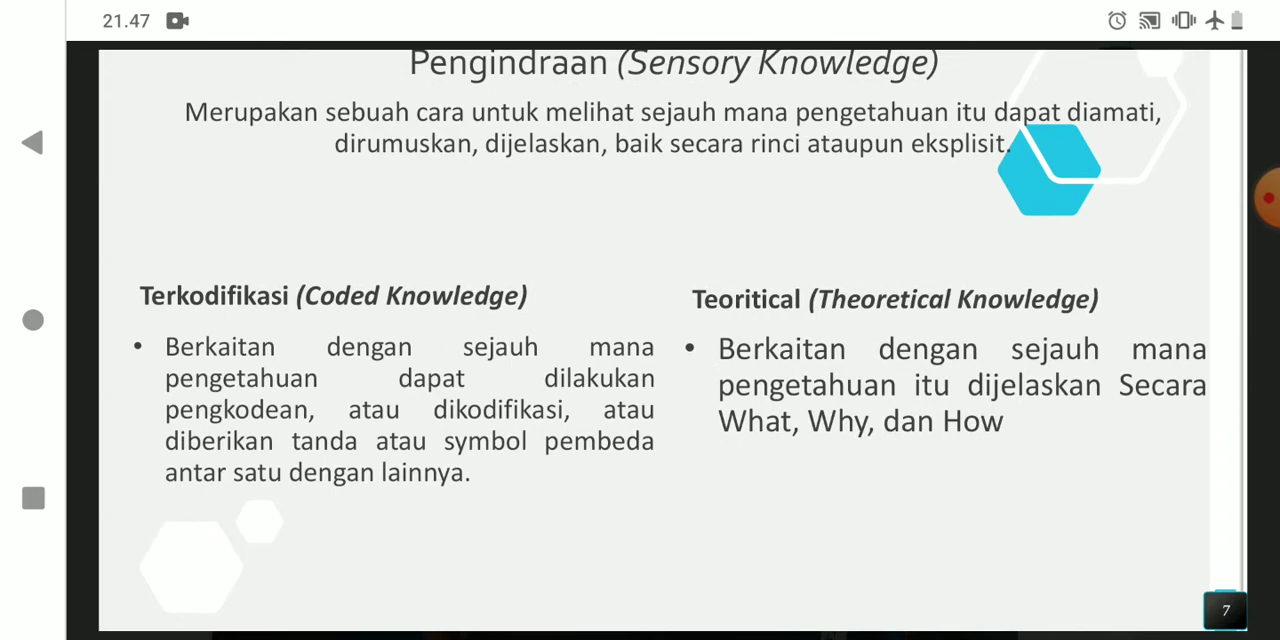 21.47
Pengindraan (Sensory Knowledge)
Merupakan sebuah cara untuk melihat sejauh mana pengetahuan itu dapat diamati,
dirumuskan, dijelaskan, baik secara rinci ataupun eksplisit.
Terkodifikasi (Coded Knowledge)
• Berkaitan dengan sejauh mana
pengetahuan dapat dilakukan
pengkodean, atau dikodifikasi, atau
diberikan tanda atau symbol pembeda
antar satu dengan lainnya.
Teoritical (Theoretical Knowledge)
• Berkaitan dengan sejauh mana
pengetahuan itu dijelaskan Secara
What, Why, dan How
7